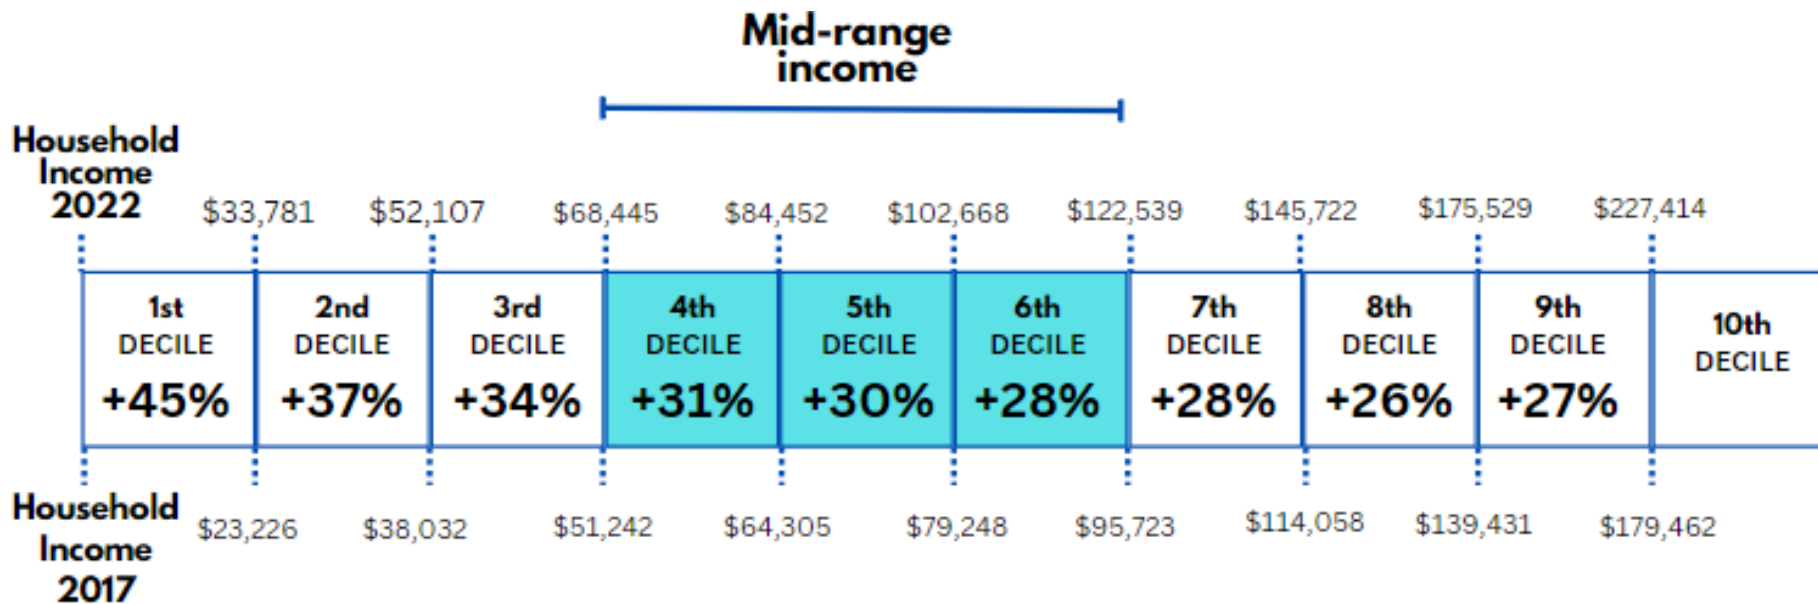 Mid-range
income
Household
Income
2022
$33,781 $52,107 $68,445 $84,452 $102,668 $122,539 $145,722 $175,529 $227,414
1st
DECILE
+45%
2nd
DECILE
+37%
3rd
DECILE
+34%
4th
DECILE
+31%
5th
DECILE
+30%
6th
DECILE
+28%
7th
DECILE
+28%
8th
DECILE
+26%
9th
DECILE
+27%
10th
DECILE
Household
Income
2017
$23,226 $38,032 $51,242 $64,305 $79,248 $95,723 $114,058 $139,431 $179,462